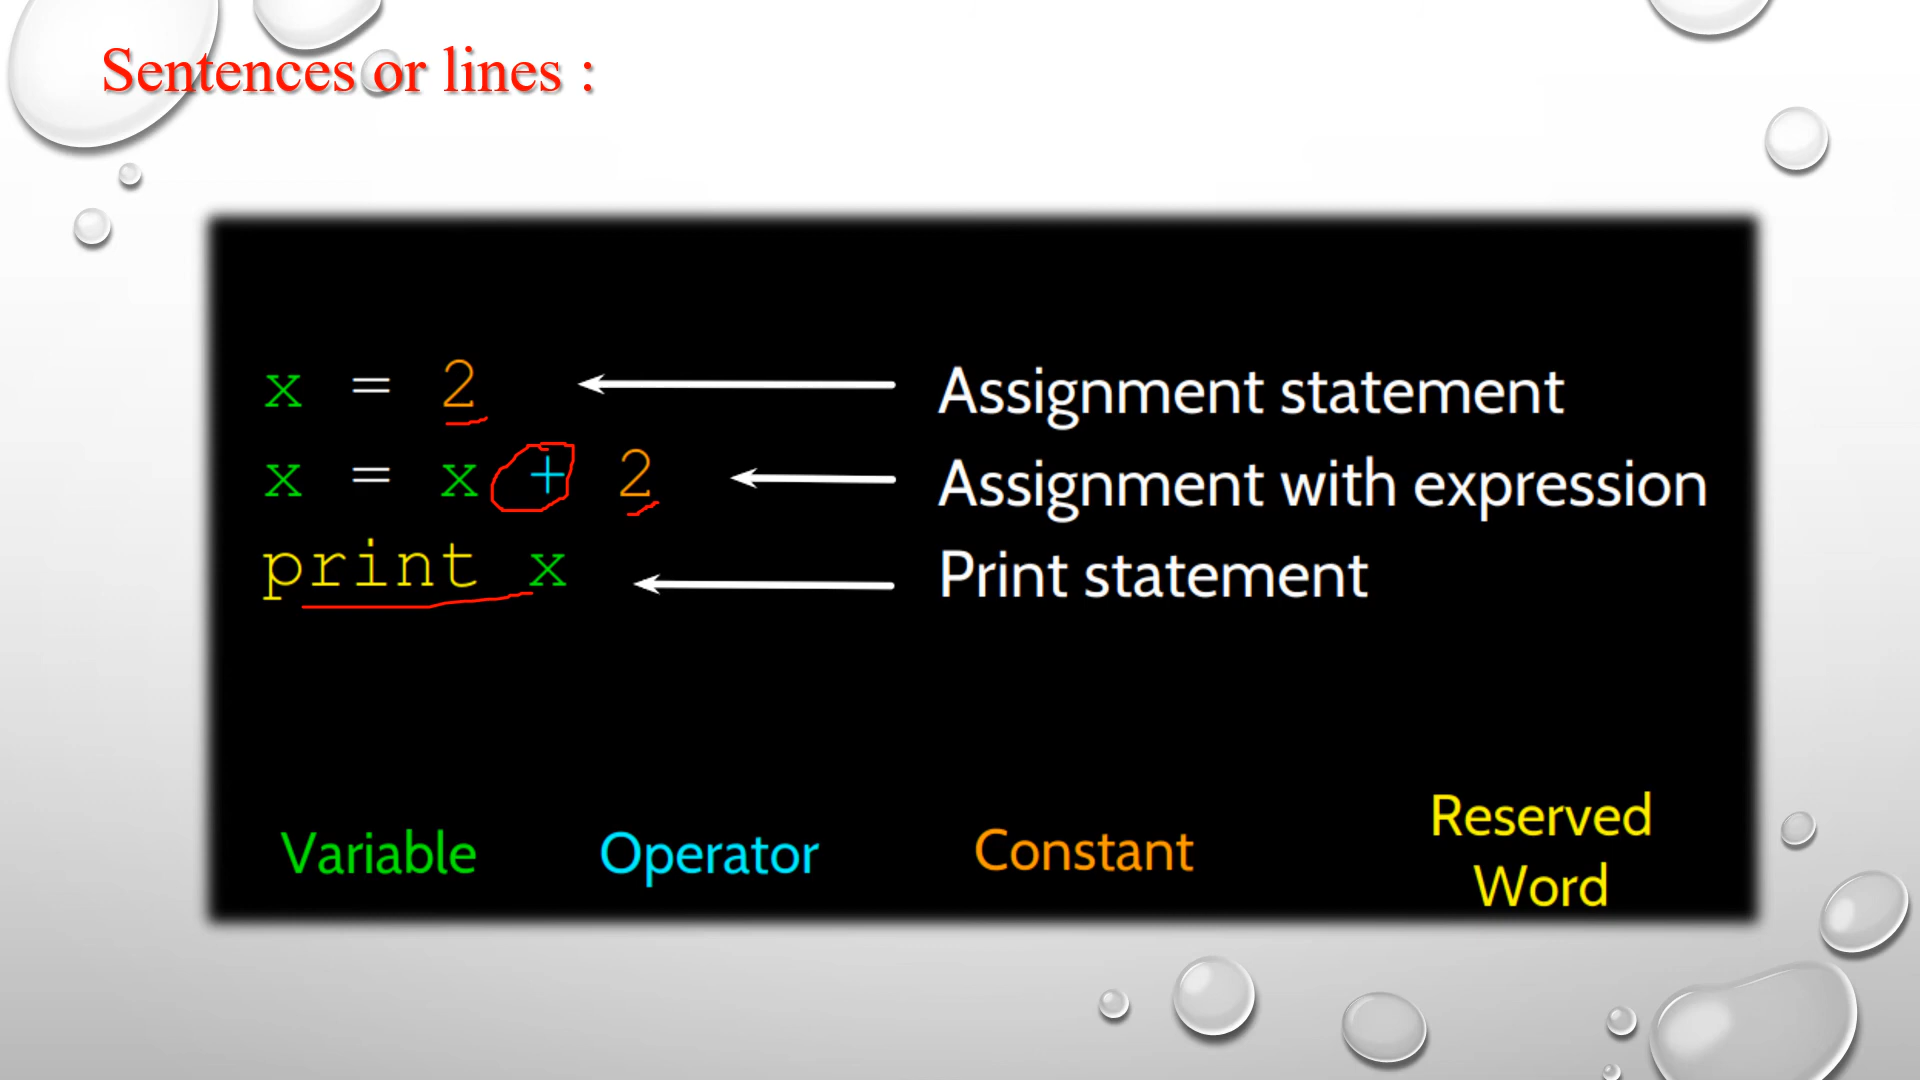 Sentences or lines :
x = 2 Assignment statement
x = x + 2 Assignment with expression
print x Print statement
Variable Operator Constant Reserved Word